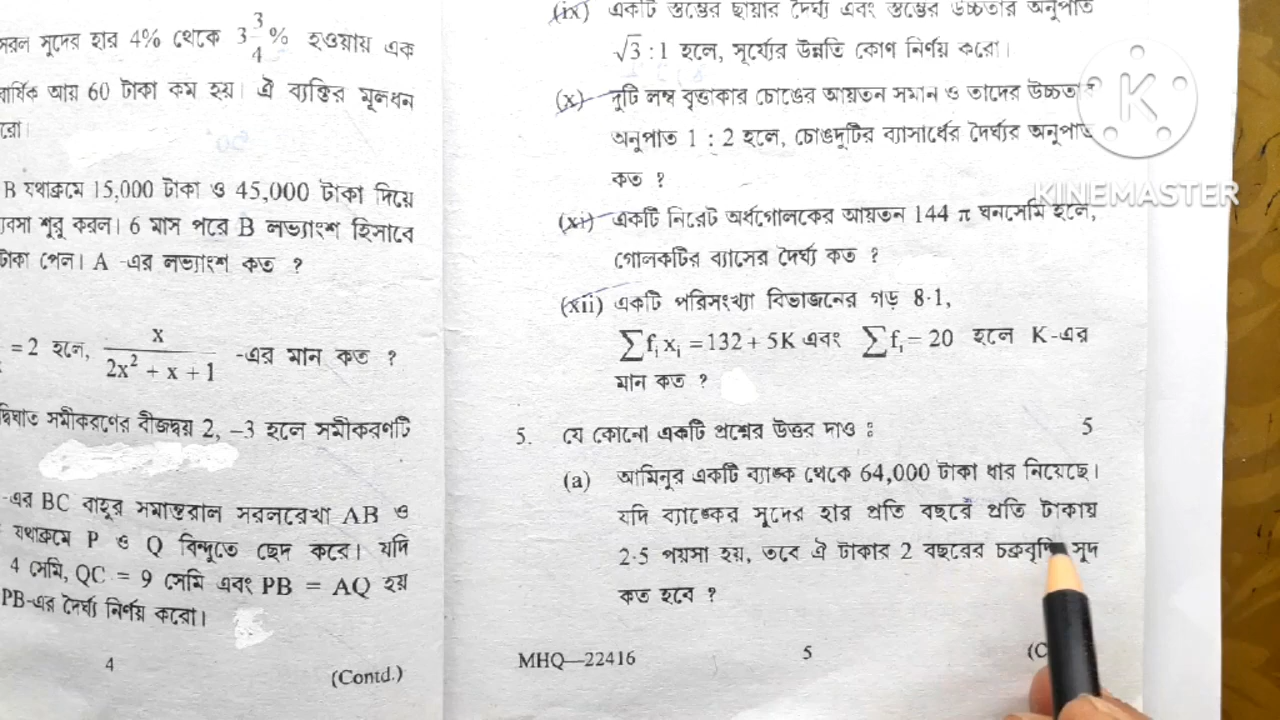 সরল সুদের হার 4% থেকে 3 3/4 % হওয়ায় এক
বার্ষিক আয় 60 টাকা কম হয়। ঐ ব্যক্তির মূলধন
রো।
B যথাক্রমে 15,000 টাকা ও 45,000 টাকা দিয়ে
ব্যবসা শুরু করল। 6 মাস পরে B লভ্যাংশ হিসাবে
টাকা পেল। A -এর লভ্যাংশ কত ?
= 2 হলে, x / (2x² + x + 1) -এর মান কত ?
দ্বিঘাত সমীকরণের বীজদ্বয় 2, −3 হলে সমীকরণটি
-এর BC বাহুর সমান্তরাল সরলরেখা AB ও
যথাক্রমে P ও Q বিন্দুতে ছেদ করে। যদি
4 সেমি, QC = 9 সেমি এবং PB = AQ হয়
PB-এর দৈর্ঘ্য নির্ণয় করো।
4
(Contd.)
(ix) একটি স্তম্ভের ছায়ার দৈর্ঘ্য এবং স্তম্ভের উচ্চতার অনুপাত
√3 : 1 হলে, সূর্যের উন্নতি কোণ নির্ণয় করো।
(x) দুটি লম্ব বৃত্তাকার চোঙের আয়তন সমান ও তাদের উচ্চতার
অনুপাত 1 : 2 হলে, চোঙদুটির ব্যাসার্ধের দৈর্ঘ্যর অনুপাত
কত ?
(xi) একটি নিরেট অর্ধগোলকের আয়তন 144 π ঘনসেমি হলে,
গোলকটির ব্যাসের দৈর্ঘ্য কত ?
(xii) একটি পরিসংখ্যা বিভাজনের গড় 8·1,
∑fᵢxᵢ = 132 + 5K এবং ∑fᵢ = 20 হলে K-এর
মান কত ?
5. যে কোনো একটি প্রশ্নের উত্তর দাও : 5
(a) আমিনুর একটি ব্যাঙ্ক থেকে 64,000 টাকা ধার নিয়েছে।
যদি ব্যাঙ্কের সুদের হার প্রতি বছরে প্রতি টাকায়
2·5 পয়সা হয়, তবে ঐ টাকার 2 বছরের চক্রবৃদ্ধি সুদ
কত হবে ?
MHQ—22416
5
(C
K
KINEMASTER